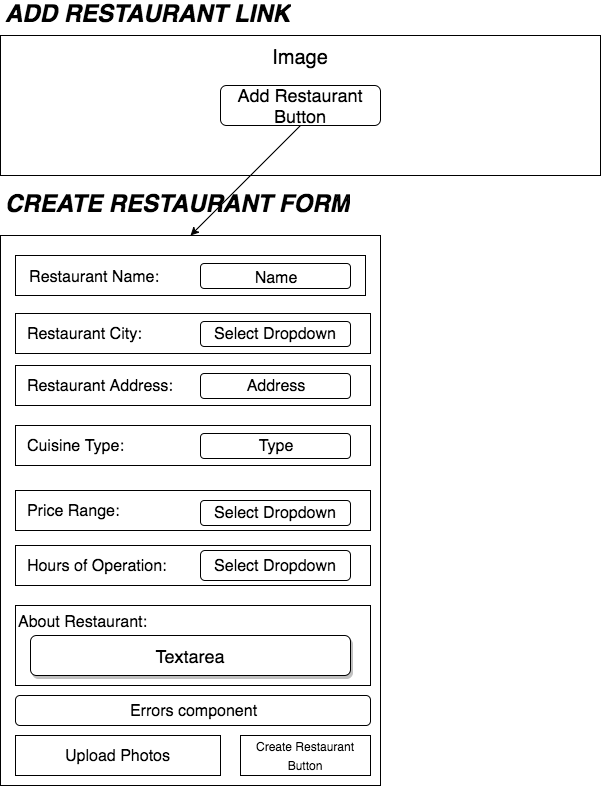 ADD RESTAURANT LINK
Image
Add Restaurant
Button
CREATE RESTAURANT FORM
Restaurant Name: Name
Restaurant City: Select Dropdown
Restaurant Address: Address
Cuisine Type: Type
Price Range: Select Dropdown
Hours of Operation: Select Dropdown
About Restaurant:
Textarea
Errors component
Upload Photos
Create Restaurant
Button